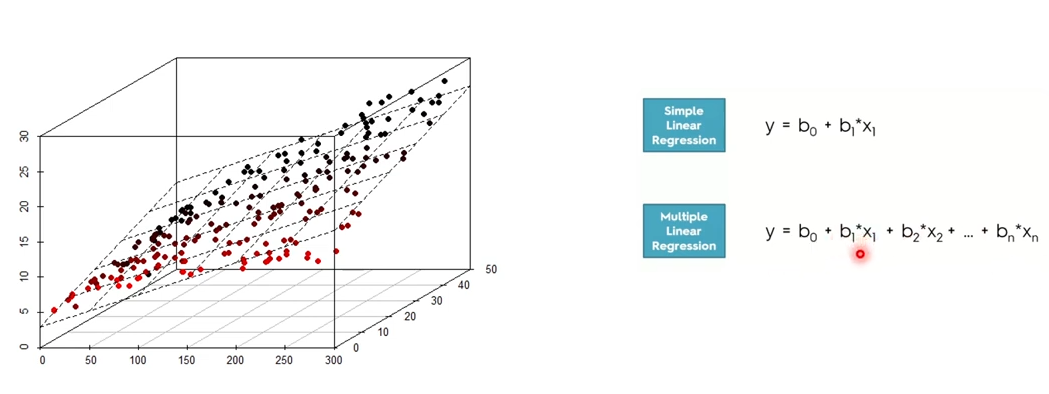 30
25
20
15
10
5
0
0 50 100 150 200 250 300
0
10
20
30
40
50
Simple
Linear
Regression
y = b₀ + b₁*x₁
Multiple
Linear
Regression
y = b₀ + b₁*x₁ + b₂*x₂ + ... + bₙ*xₙ